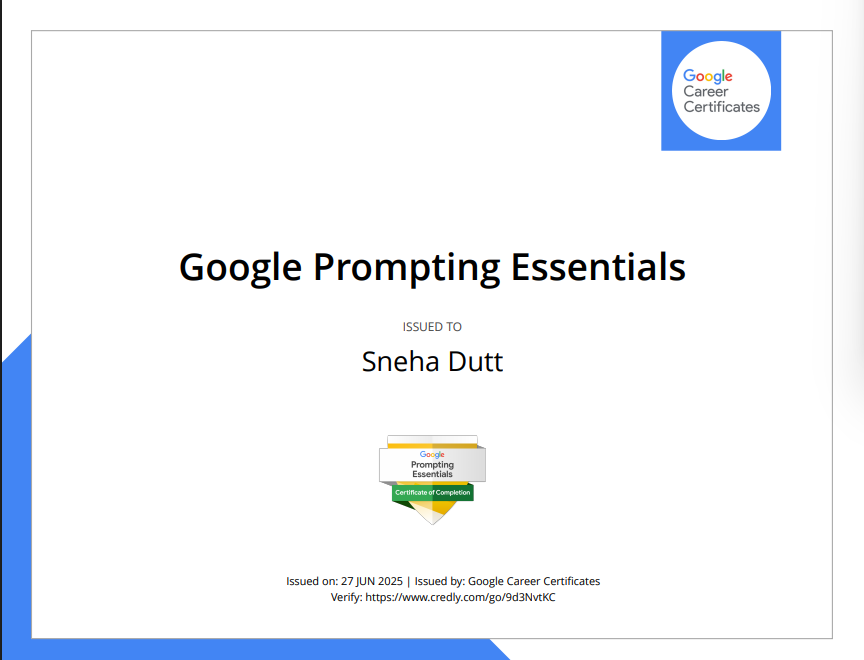 Google
Career
Certificates
Google Prompting Essentials
ISSUED TO
Sneha Dutt
Google
Prompting
Essentials
Certificate of Completion
Issued on: 27 JUN 2025 | Issued by: Google Career Certificates
Verify: https://www.credly.com/go/9d3NvtKC